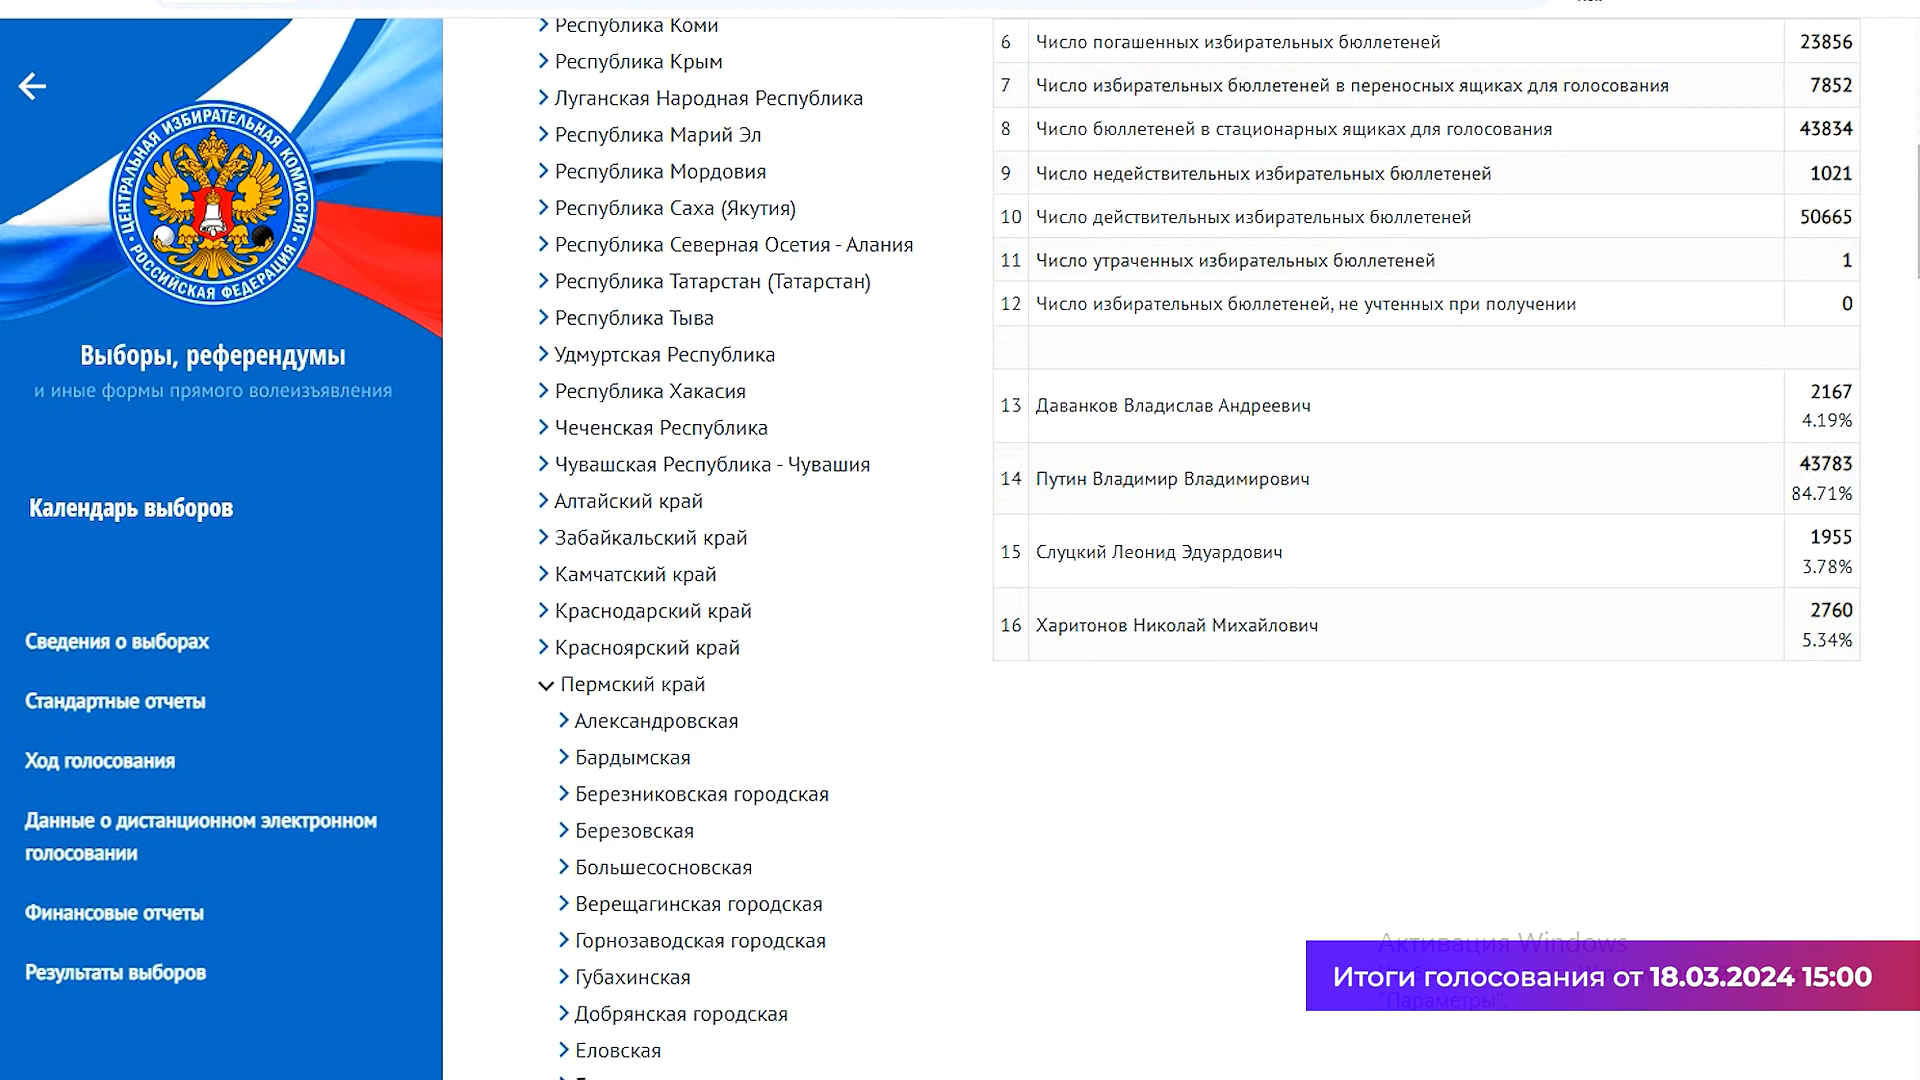 ЦЕНТРАЛЬНАЯ ИЗБИРАТЕЛЬНАЯ КОМИССИЯ
РОССИЙСКАЯ ФЕДЕРАЦИЯ
Выборы, референдумы
и иные формы прямого волеизъявления
Календарь выборов
Сведения о выборах
Стандартные отчеты
Ход голосования
Данные о дистанционном электронном
голосовании
Финансовые отчеты
Результаты выборов
Республика Коми
Республика Крым
Луганская Народная Республика
Республика Марий Эл
Республика Мордовия
Республика Саха (Якутия)
Республика Северная Осетия - Алания
Республика Татарстан (Татарстан)
Республика Тыва
Удмуртская Республика
Республика Хакасия
Чеченская Республика
Чувашская Республика - Чувашия
Алтайский край
Забайкальский край
Камчатский край
Краснодарский край
Красноярский край
Пермский край
Александровская
Бардымская
Березниковская городская
Березовская
Большесосновская
Верещагинская городская
Горнозаводская городская
Губахинская
Добрянская городская
Еловская
6 Число погашенных избирательных бюллетеней 23856
7 Число избирательных бюллетеней в переносных ящиках для голосования 7852
8 Число бюллетеней в стационарных ящиках для голосования 43834
9 Число недействительных избирательных бюллетеней 1021
10 Число действительных избирательных бюллетеней 50665
11 Число утраченных избирательных бюллетеней 1
12 Число избирательных бюллетеней, не учтенных при получении 0
13 Даванков Владислав Андреевич 2167
4.19%
14 Путин Владимир Владимирович 43783
84.71%
15 Слуцкий Леонид Эдуардович 1955
3.78%
16 Харитонов Николай Михайлович 2760
5.34%
Активация Windows
Итоги голосования от 18.03.2024 15:00
"Параметры".